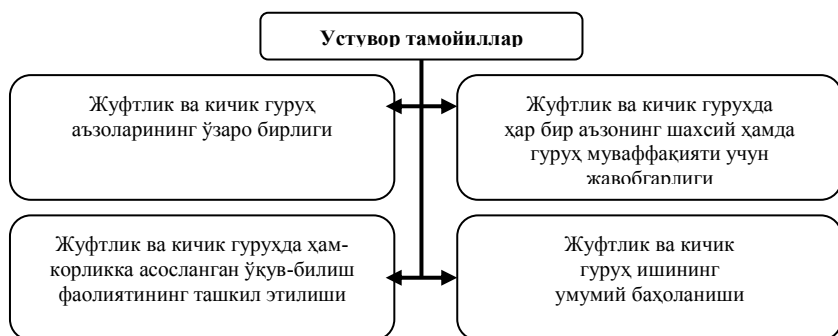 Устувор тамойиллар
Жуфтлик ва кичик гуруҳ
аъзоларининг ўзаро бирлиги
Жуфтлик ва кичик гуруҳда
ҳар бир аъзонинг шахсий ҳамда
гуруҳ муваффақияти учун
жавобгарлиги
Жуфтлик ва кичик гуруҳда ҳам-
корликка асосланган ўқув-билиш
фаолиятининг ташкил этилиши
Жуфтлик ва кичик
гуруҳ ишининг
умумий баҳоланиши